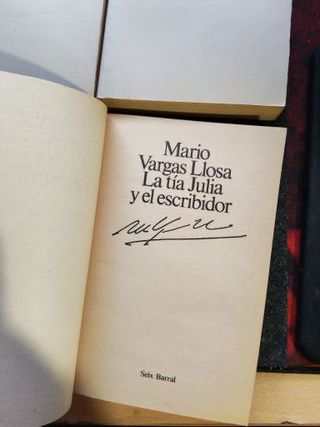 Mario
Vargas Llosa
La tía Julia
y el escribidor
Seix Barral